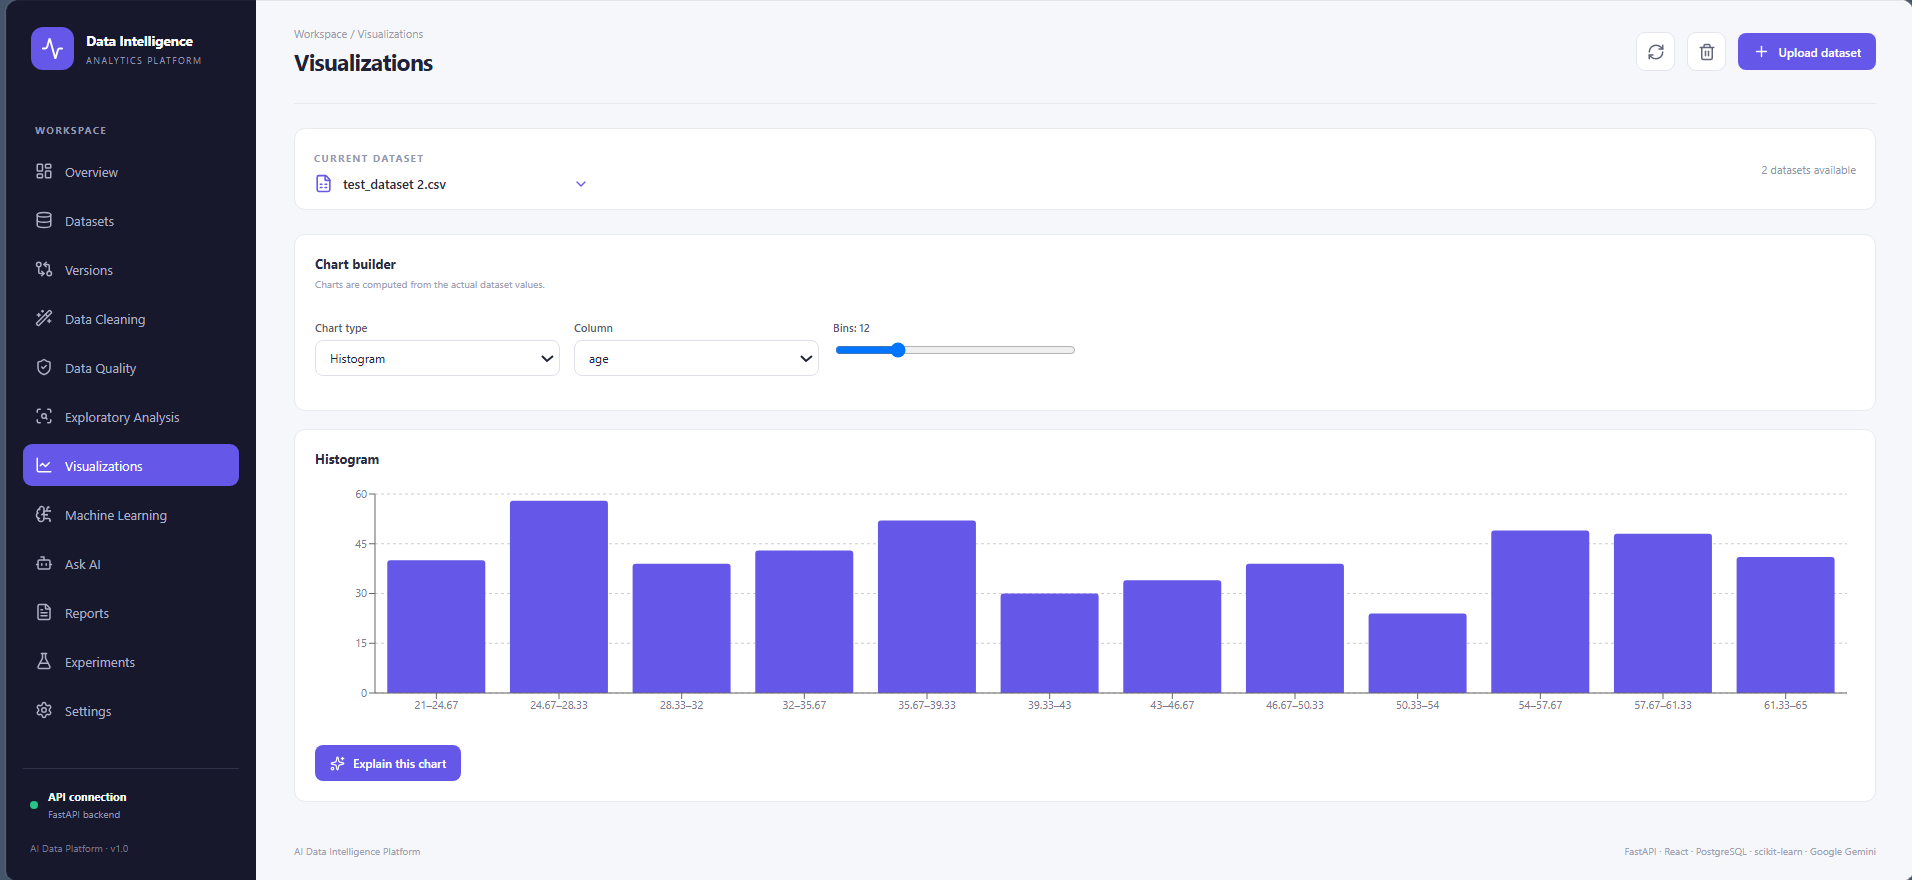 Data Intelligence
ANALYTICS PLATFORM
WORKSPACE
Overview
Datasets
Versions
Data Cleaning
Data Quality
Exploratory Analysis
Visualizations
Machine Learning
Ask AI
Reports
Experiments
Settings
API connection
FastAPI backend
AI Data Platform · v1.0
Workspace / Visualizations
Visualizations
Upload dataset
CURRENT DATASET
test_dataset 2.csv
2 datasets available
Chart builder
Charts are computed from the actual dataset values.
Chart type
Column
Bins: 12
Histogram
age
Histogram
60
45
30
15
0
21–24.67
24.67–28.33
28.33–32
32–35.67
35.67–39.33
39.33–43
43–46.67
46.67–50.33
50.33–54
54–57.67
57.67–61.33
61.33–65
Explain this chart
AI Data Intelligence Platform
FastAPI · React · PostgreSQL · scikit-learn · Google Gemini